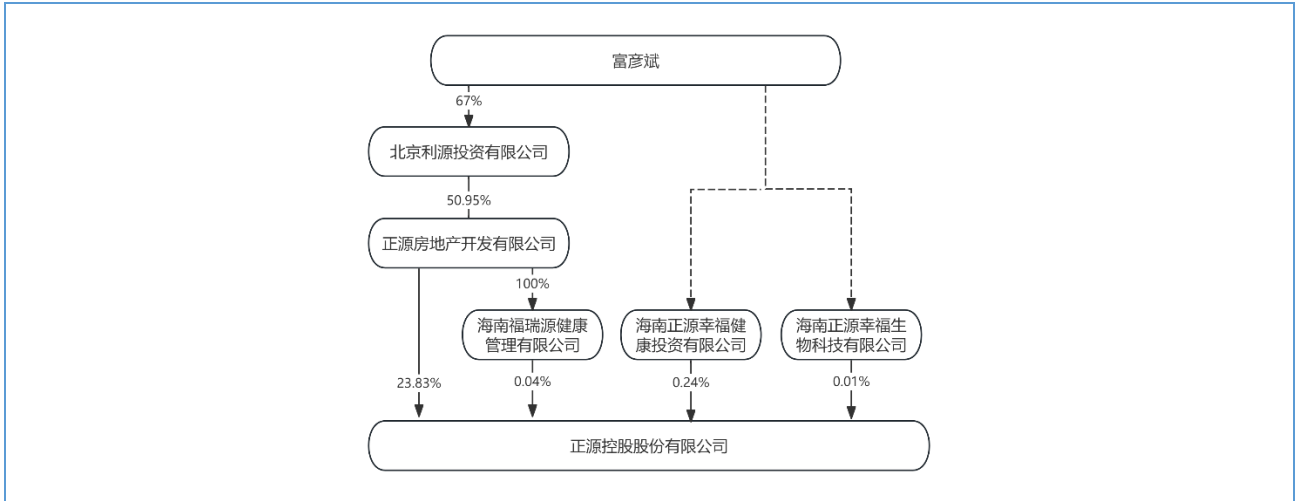 富彦斌
67%
北京利源投资有限公司
50.95%
正源房地产开发有限公司
100%
海南福瑞源健康
管理有限公司
海南正源幸福健
康投资有限公司
海南正源幸福生
物科技有限公司
23.83%
0.04%
0.24%
0.01%
正源控股股份有限公司